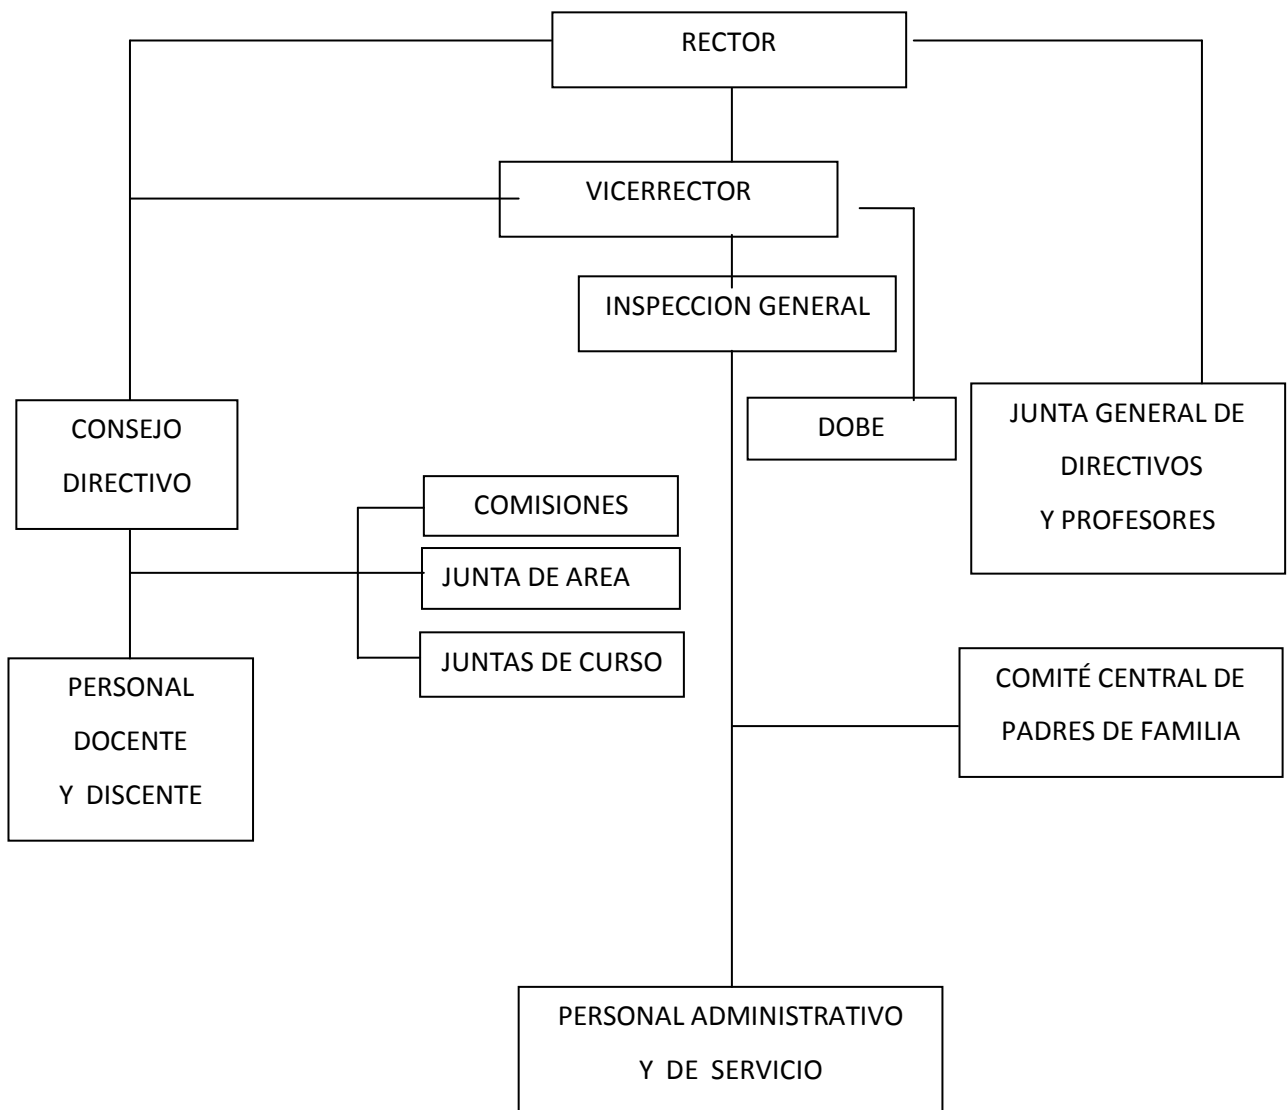 RECTOR
VICERRECTOR
INSPECCION GENERAL
CONSEJO
DIRECTIVO
DOBE
JUNTA GENERAL DE
DIRECTIVOS
Y PROFESORES
COMISIONES
JUNTA DE AREA
JUNTAS DE CURSO
PERSONAL
DOCENTE
Y DISCENTE
COMITÉ CENTRAL DE
PADRES DE FAMILIA
PERSONAL ADMINISTRATIVO
Y DE SERVICIO